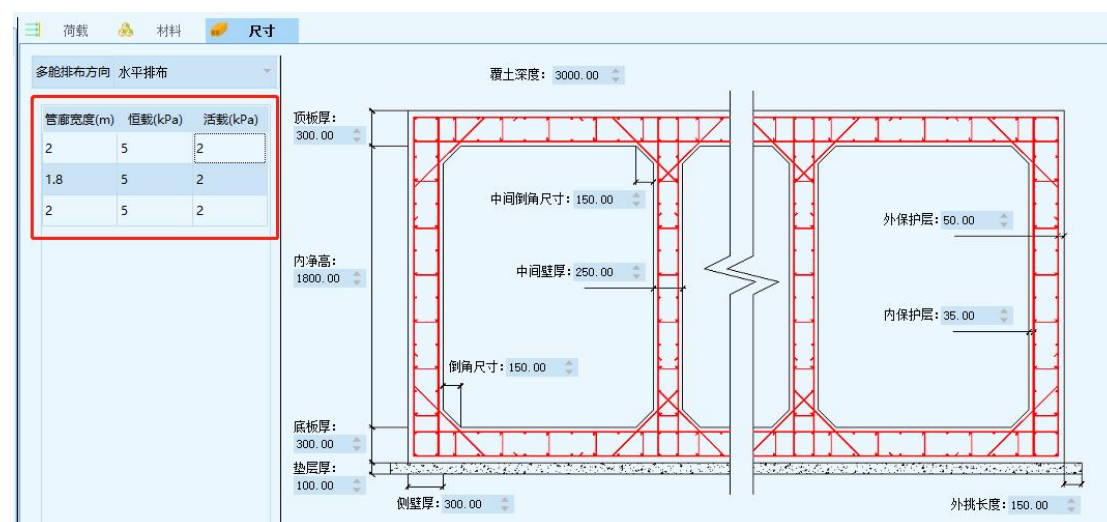 荷载 材料 尺寸
多舱排布方向 水平排布
管廊宽度(m) 恒载(kPa) 活载(kPa)
2 5 2
1.8 5 2
2 5 2
覆土深度: 3000.00
顶板厚:
300.00
中间倒角尺寸: 150.00
外保护层: 50.00
内净高:
1800.00
中间壁厚: 250.00
内保护层: 35.00
倒角尺寸: 150.00
底板厚:
300.00
垫层厚:
100.00
侧壁厚: 300.00
外挑长度: 150.00